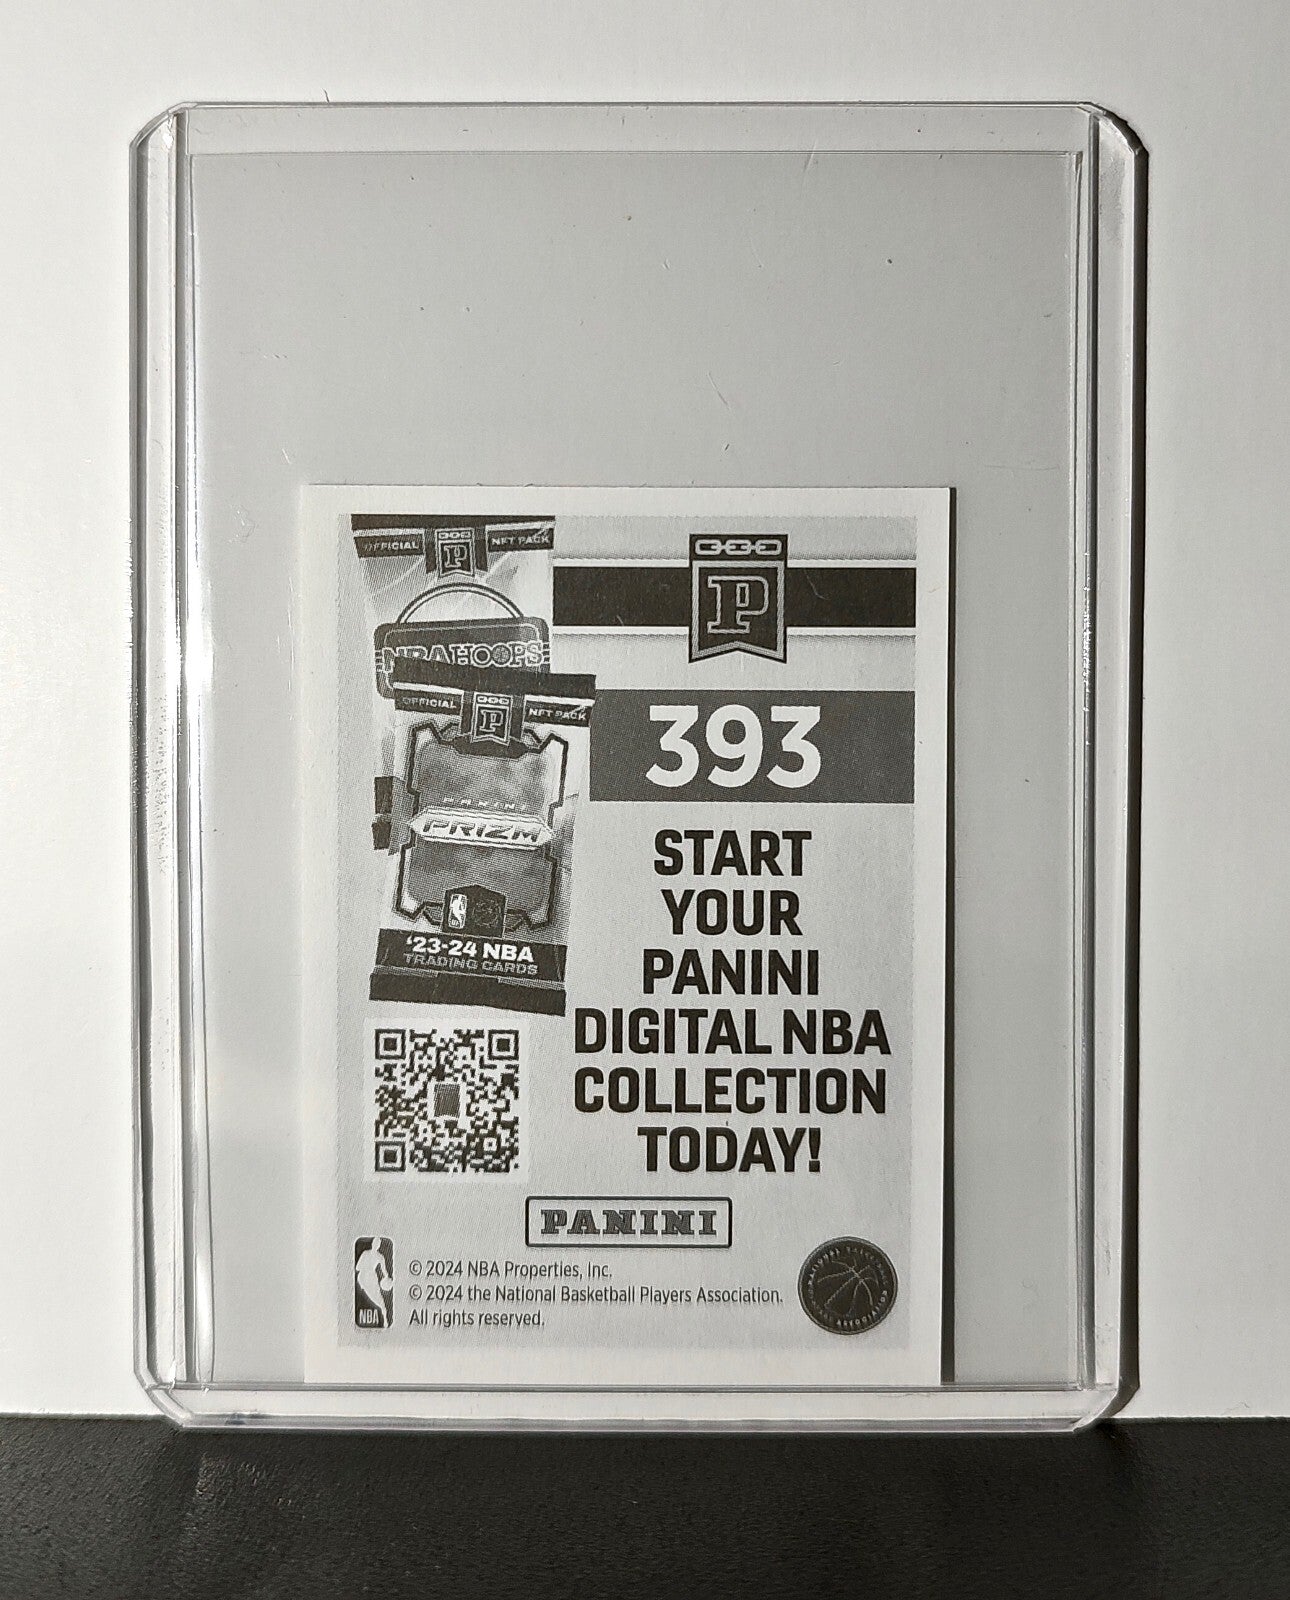 OFFICIAL
P
NFT PACK
NBA HOOPS
OFFICIAL
P
NFT PACK
PANINI
PRIZM
'23-24 NBA
TRADING CARDS
P
393
START
YOUR
PANINI
DIGITAL NBA
COLLECTION
TODAY!
PANINI
NBA
© 2024 NBA Properties, Inc.
© 2024 the National Basketball Players Association.
All rights reserved.